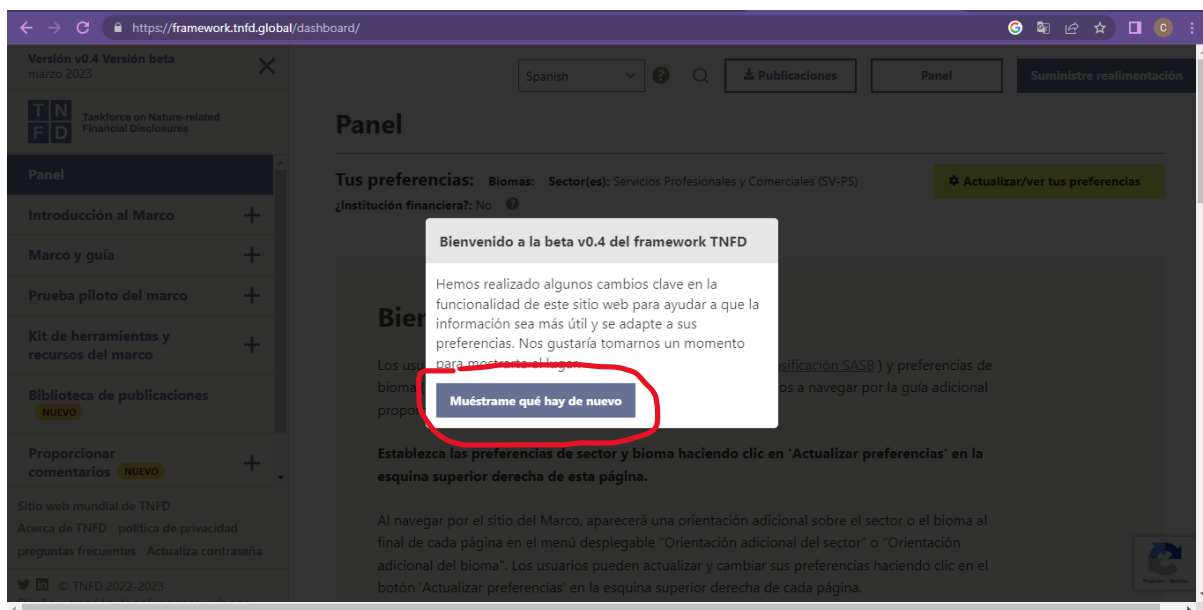 https://framework.tnfd.global/dashboard/
Versión v0.4 Versión beta
marzo 2023
TN
FD
Taskforce on Nature-related
Financial Disclosures
Panel
Introducción al Marco
Marco y guía
Prueba piloto del marco
Kit de herramientas y
recursos del marco
Biblioteca de publicaciones
NUEVO
Proporcionar
comentarios NUEVO
Sitio web mundial de TNFD
Acerca de TNFD política de privacidad
preguntas frecuentes Actualiza contraseña
© TNFD 2022-2023
Spanish
Publicaciones
Panel
Suministre realimentación
Panel
Tus preferencias: Biomas: Sector(es): Servicios Profesionales y Comerciales (SV-PS)
¿Institución financiera?: No
Actualizar/ver tus preferencias
Bienvenido a la beta v0.4 del framework TNFD
Hemos realizado algunos cambios clave en la
funcionalidad de este sitio web para ayudar a que la
información sea más útil y se adapte a sus
preferencias. Nos gustaría tomarnos un momento
para mostrarte el lugar.
Muéstrame qué hay de nuevo
Bien
Los usu sificación SASB ) y preferencias de
bioma os a navegar por la guía adicional
propor
Establezca las preferencias de sector y bioma haciendo clic en 'Actualizar preferencias' en la
esquina superior derecha de esta página.
Al navegar por el sitio del Marco, aparecerá una orientación adicional sobre el sector o el bioma al
final de cada página en el menú desplegable "Orientación adicional del sector" o "Orientación
adicional del bioma". Los usuarios pueden actualizar y cambiar sus preferencias haciendo clic en el
botón 'Actualizar preferencias' en la esquina superior derecha de cada página.